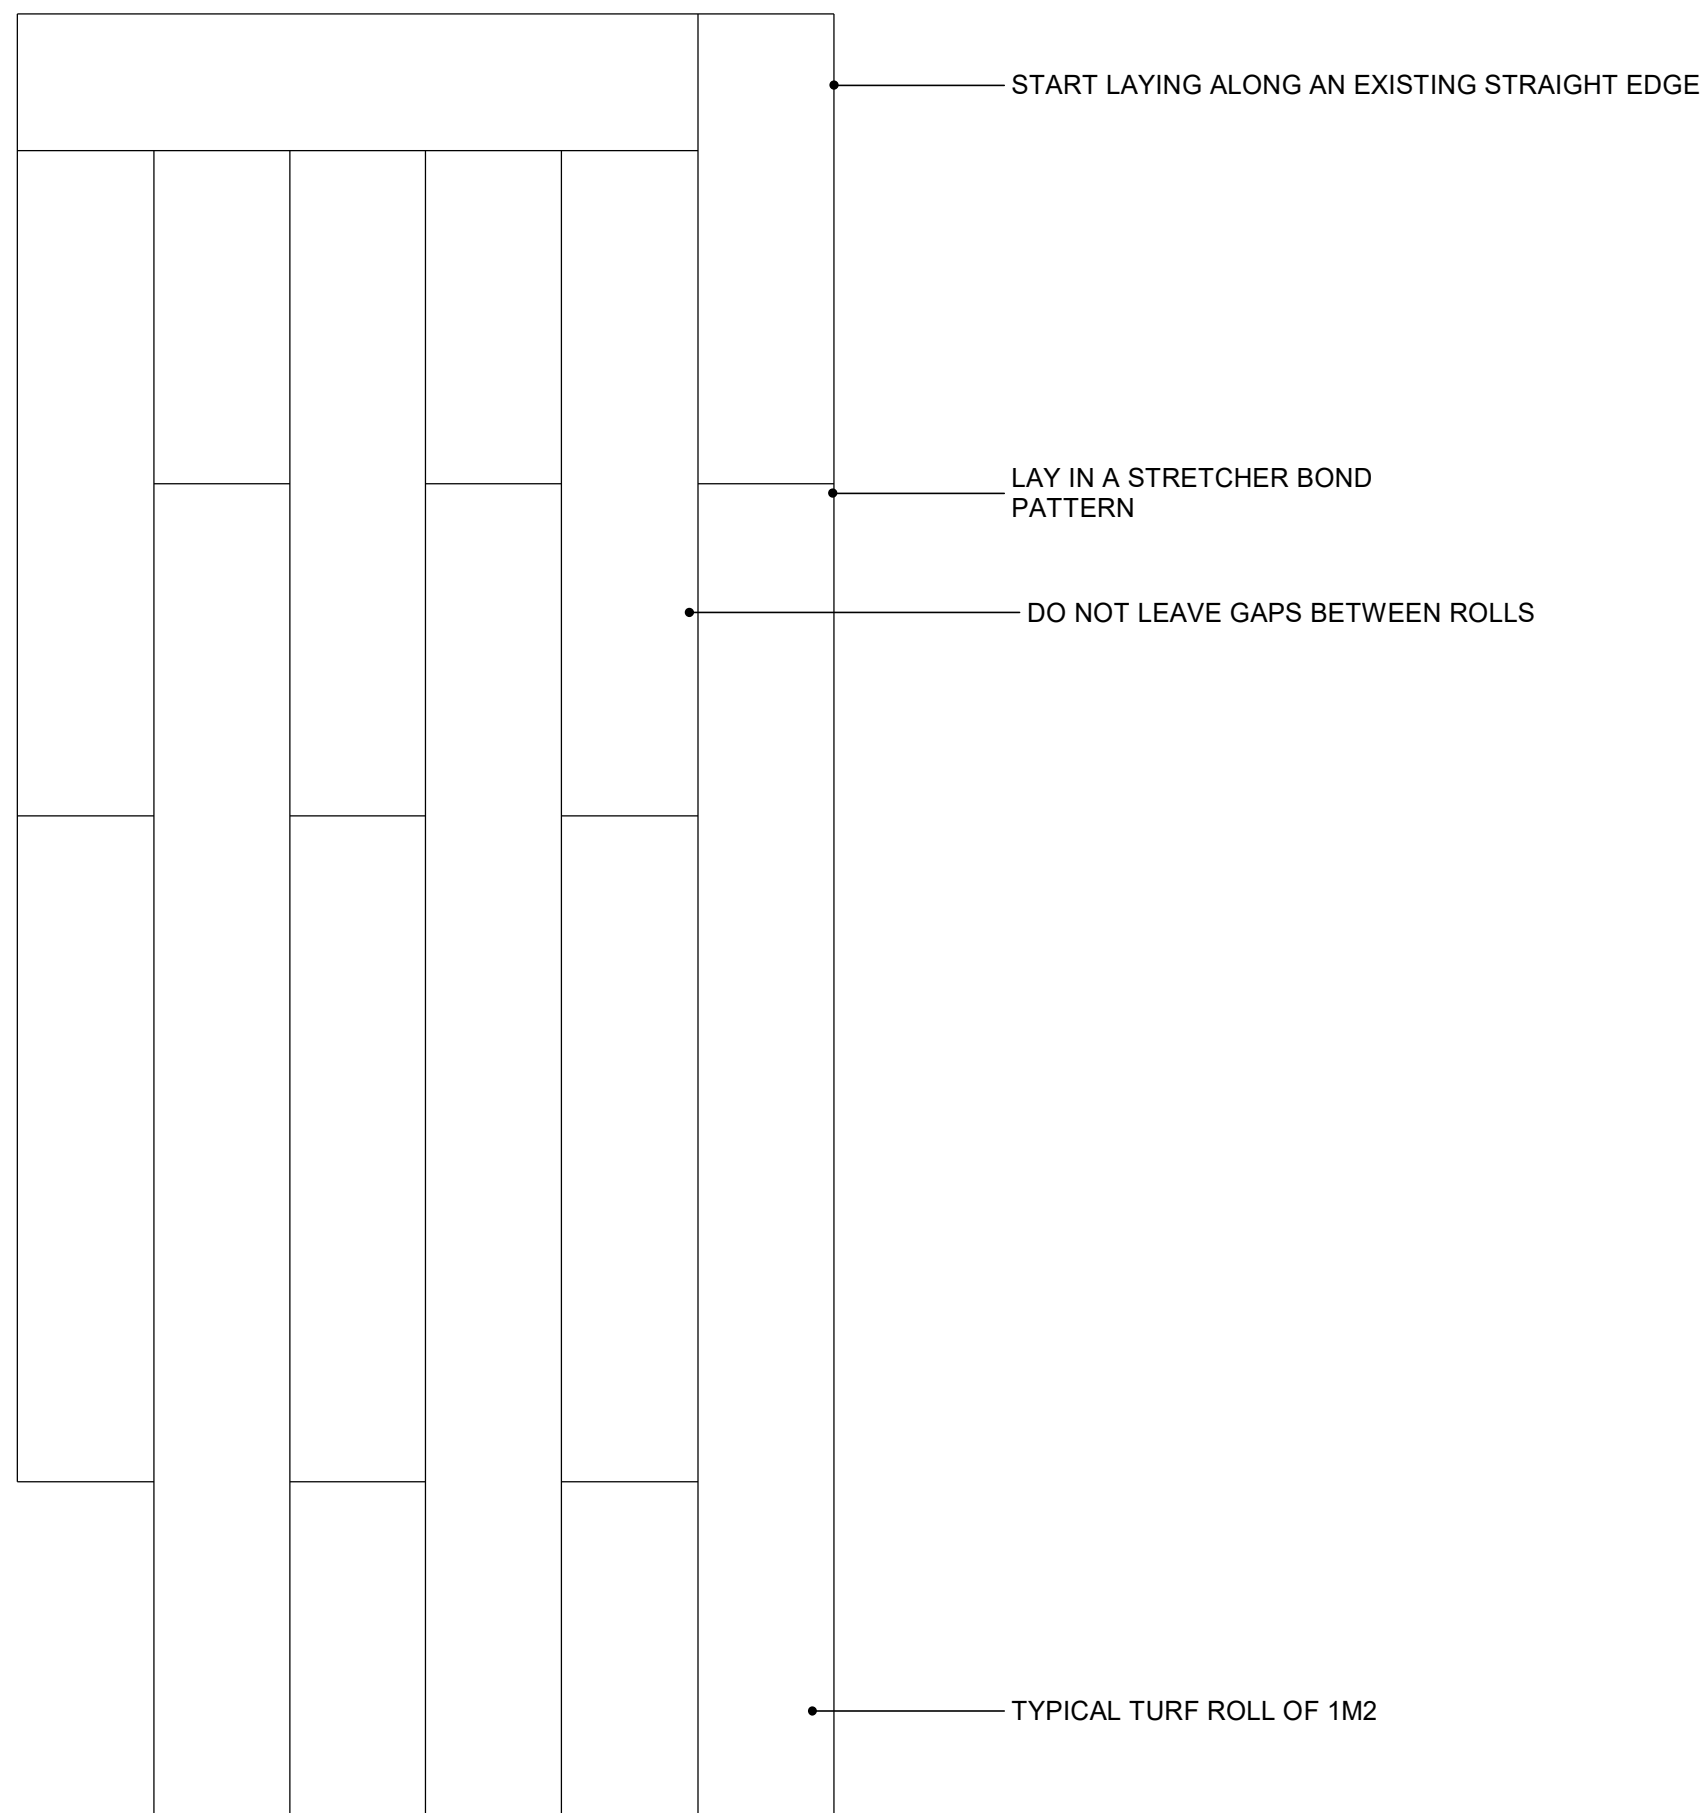 START LAYING ALONG AN EXISTING STRAIGHT EDGE
LAY IN A STRETCHER BOND
PATTERN
DO NOT LEAVE GAPS BETWEEN ROLLS
TYPICAL TURF ROLL OF 1M2